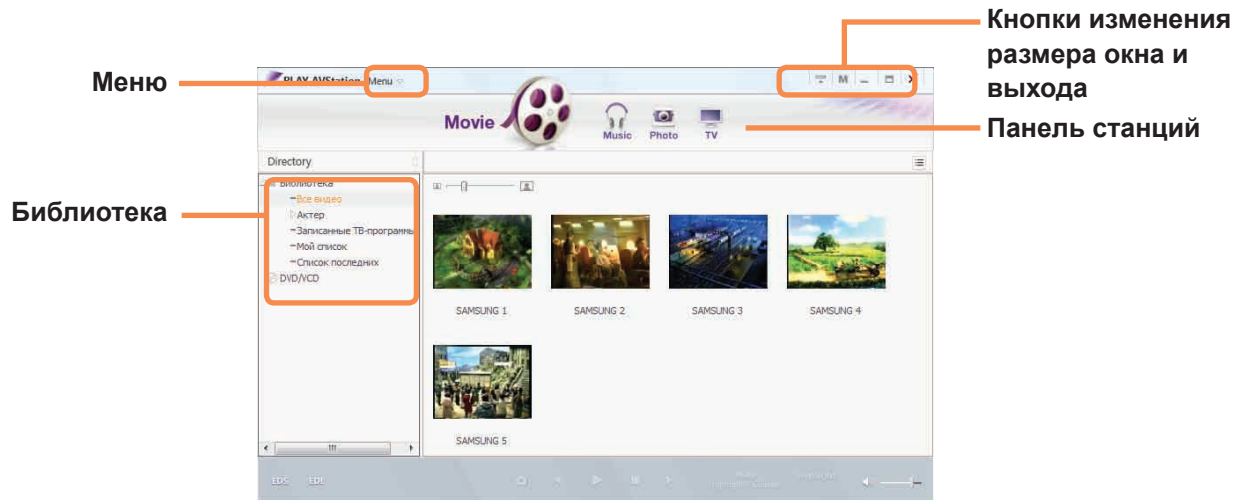 Кнопки изменения
размера окна и
выхода
Меню
PLAY AVStation Menu
M
Панель станций
Movie
Music
Photo
TV
Directory
Библиотека
Библиотека
Все видео
Актер
Записанные ТВ-программы
Мой список
Список последних
DVD/VCD
SAMSUNG 1
SAMSUNG 2
SAMSUNG 3
SAMSUNG 4
SAMSUNG 5
EDS
EDI